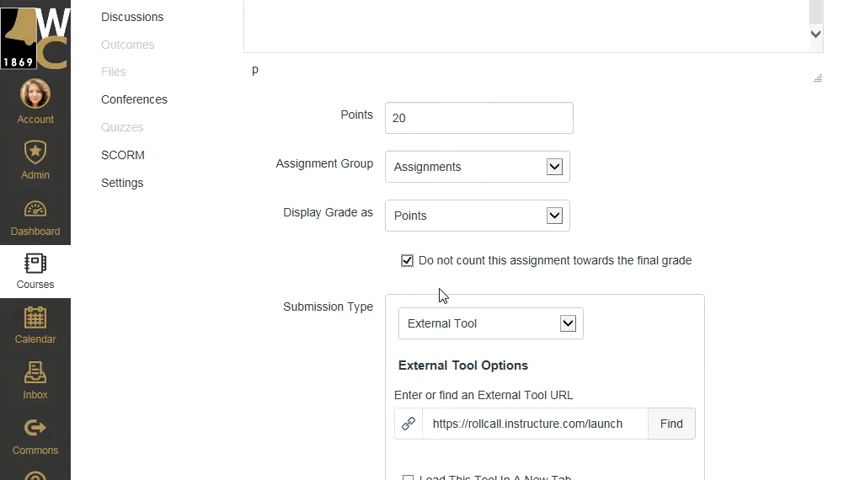 Discussions
Outcomes
Files
Conferences
Quizzes
SCORM
Settings
W
C
1869
Account
Admin
Dashboard
Courses
Calendar
Inbox
Commons
p
Points
20
Assignment Group
Assignments
Display Grade as
Points
Do not count this assignment towards the final grade
Submission Type
External Tool
External Tool Options
Enter or find an External Tool URL
https://rollcall.instructure.com/launch
Find
Load This Tool In A New Tab